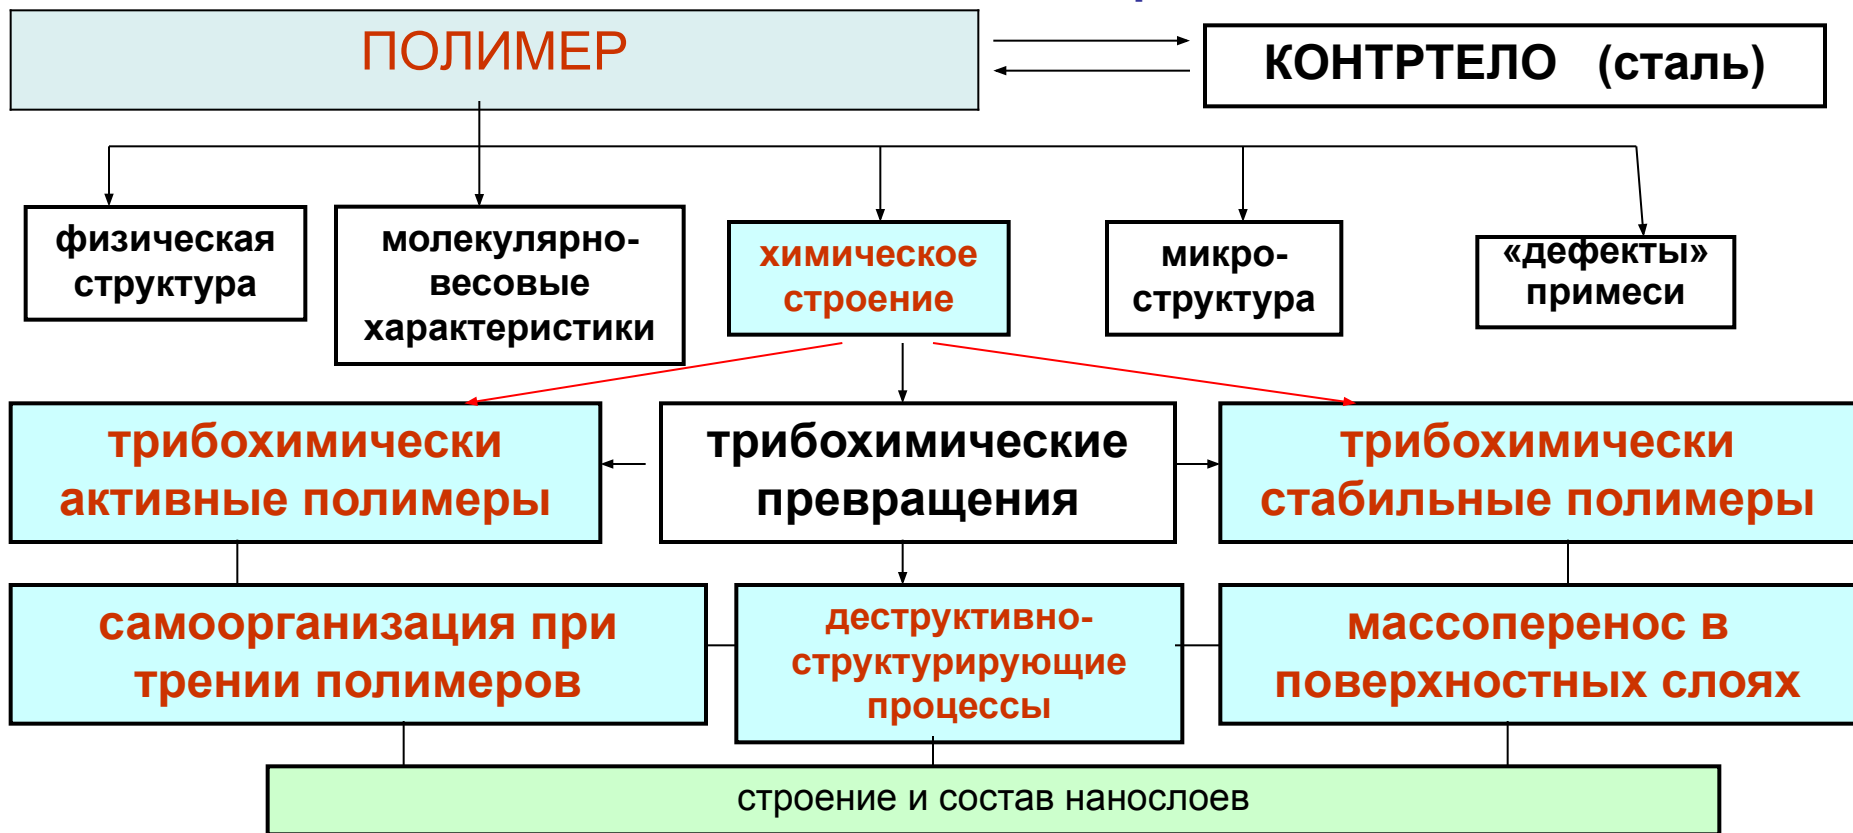 ПОЛИМЕР
КОНТРТЕЛО (сталь)
физическая
структура
молекулярно-
весовые
характеристики
химическое
строение
микро-
структура
«дефекты»
примеси
трибохимически
активные полимеры
трибохимические
превращения
трибохимически
стабильные полимеры
самоорганизация при
трении полимеров
деструктивно-
структурирующие
процессы
массоперенос в
поверхностных слоях
строение и состав нанослоев